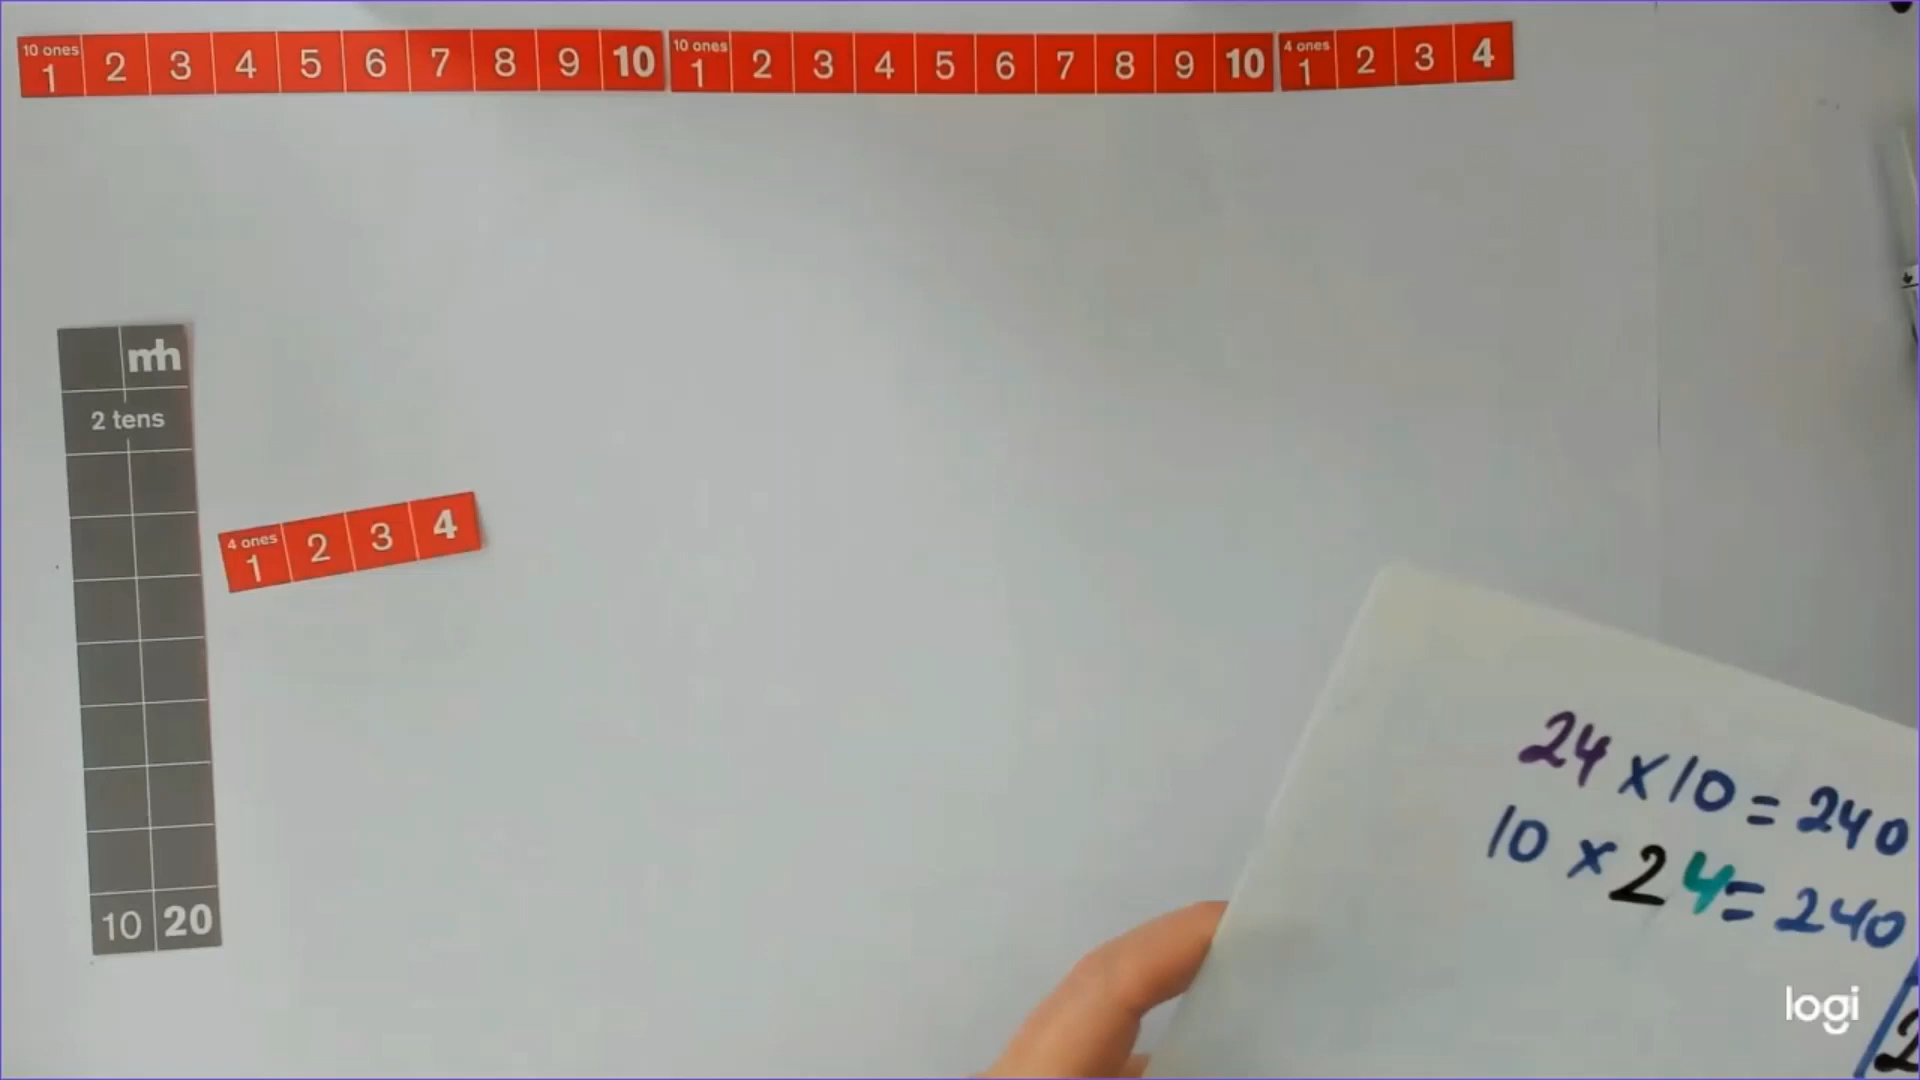 10 ones 1 2 3 4 5 6 7 8 9 10 10 ones 1 2 3 4 5 6 7 8 9 10 4 ones 1 2 3 4
mh
2 tens
4 ones 1 2 3 4
10 20
24 x 10 = 240
10 x 24 = 240
logi